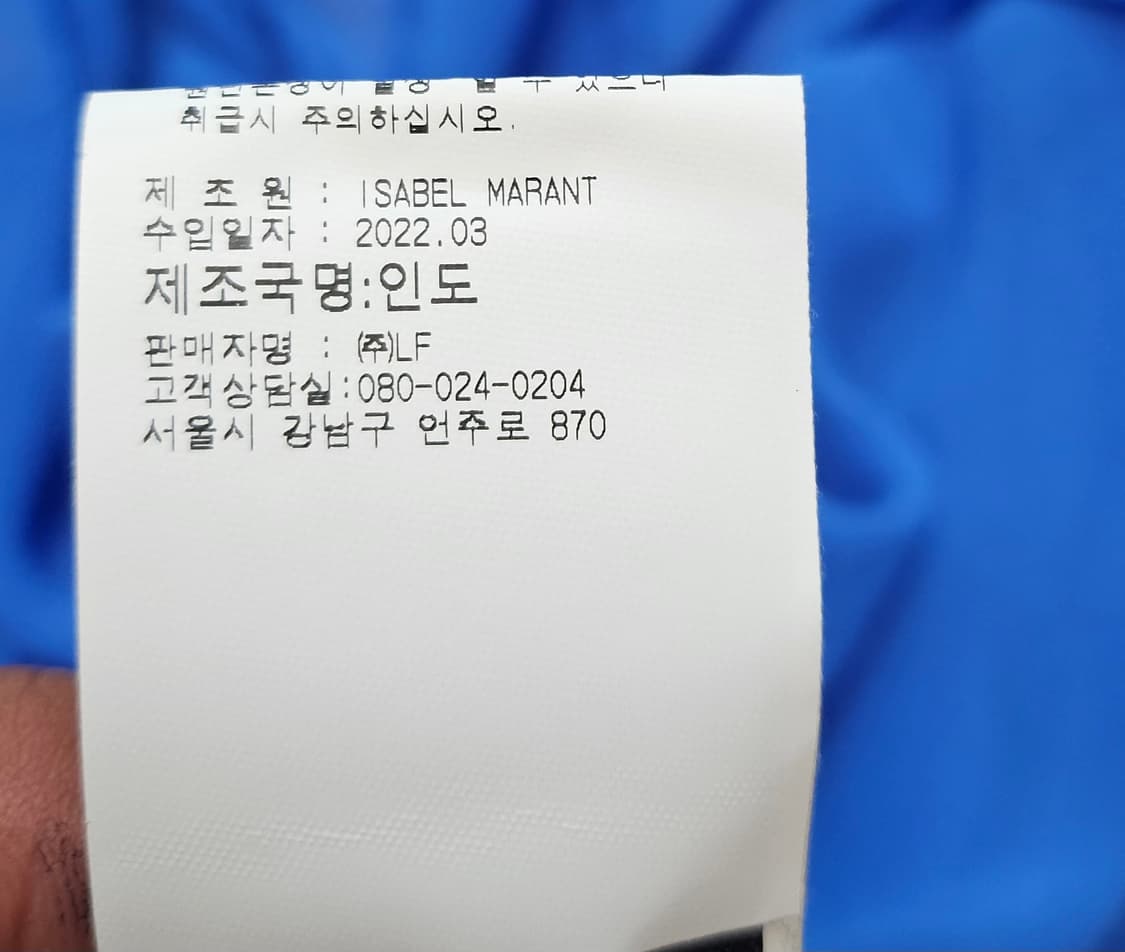 취급시 주의하십시오.
제 조 원 : ISABEL MARANT
수입일자 : 2022.03
제조국명:인도
판매자명 : (주)LF
고객상담실:080-024-0204
서울시 강남구 언주로 870